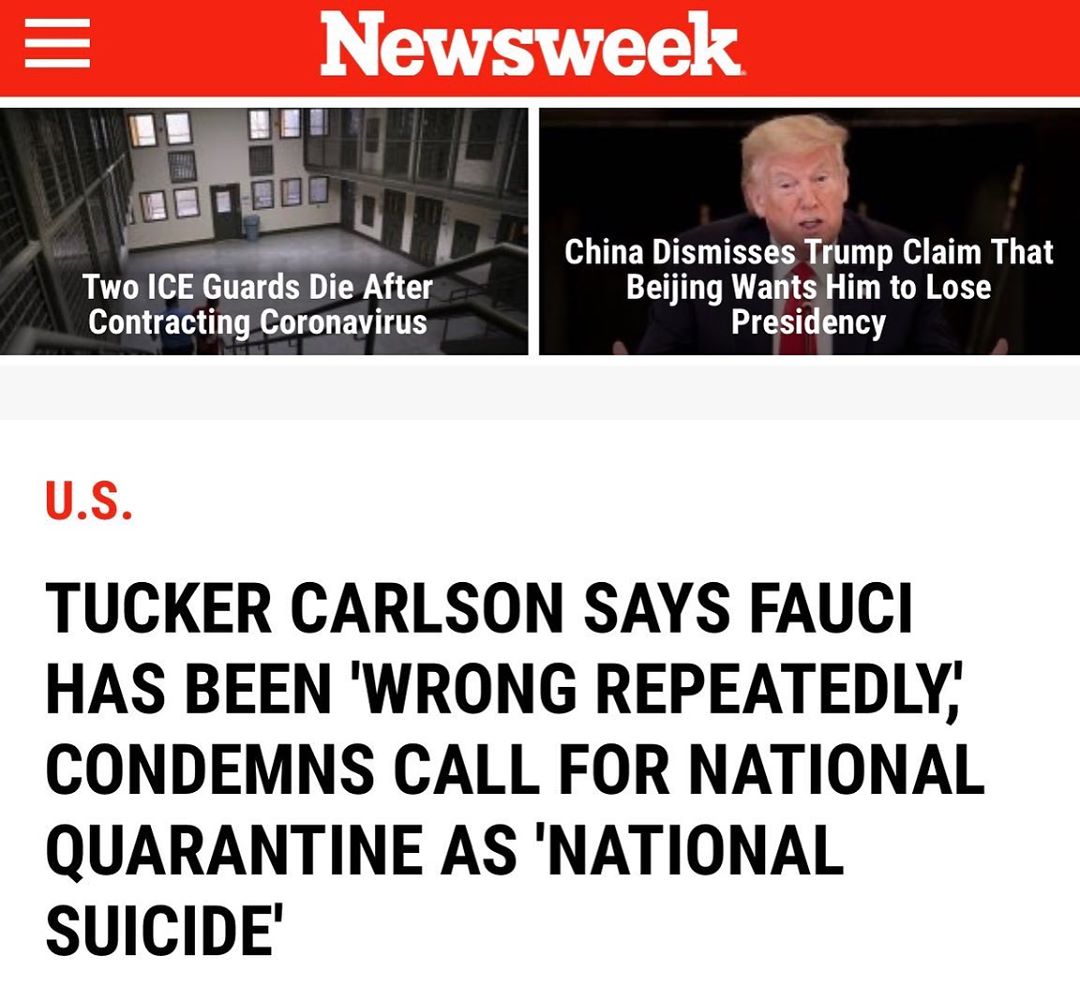 Newsweek
Two ICE Guards Die After
Contracting Coronavirus
China Dismisses Trump Claim That
Beijing Wants Him to Lose
Presidency
U.S.
TUCKER CARLSON SAYS FAUCI
HAS BEEN 'WRONG REPEATEDLY,'
CONDEMNS CALL FOR NATIONAL
QUARANTINE AS 'NATIONAL
SUICIDE'